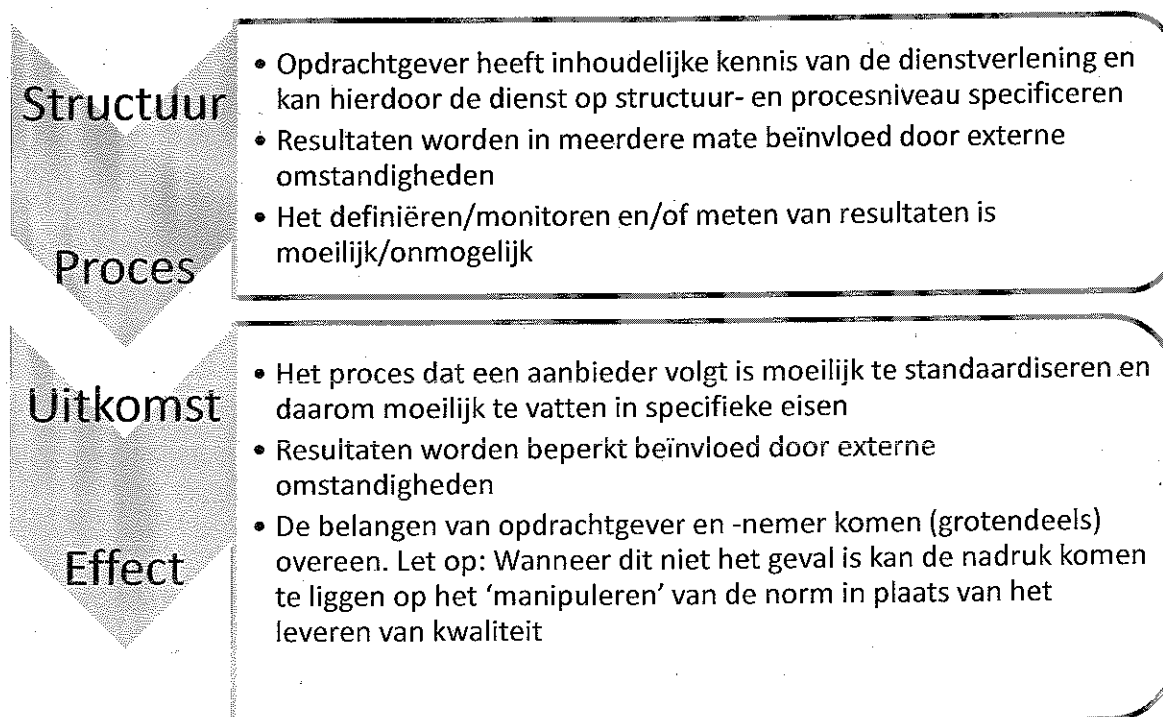 Structuur
Proces
• Opdrachtgever heeft inhoudelijke kennis van de dienstverlening en
kan hierdoor de dienst op structuur- en procesniveau specificeren
• Resultaten worden in meerdere mate beïnvloed door externe
omstandigheden
• Het definiëren/monitoren en/of meten van resultaten is
moeilijk/onmogelijk
Uitkomst
Effect
• Het proces dat een aanbieder volgt is moeilijk te standaardiseren en
daarom moeilijk te vatten in specifieke eisen
• Resultaten worden beperkt beïnvloed door externe
omstandigheden
• De belangen van opdrachtgever en -nemer komen (grotendeels)
overeen. Let op: Wanneer dit niet het geval is kan de nadruk komen
te liggen op het ‘manipuleren’ van de norm in plaats van het
leveren van kwaliteit